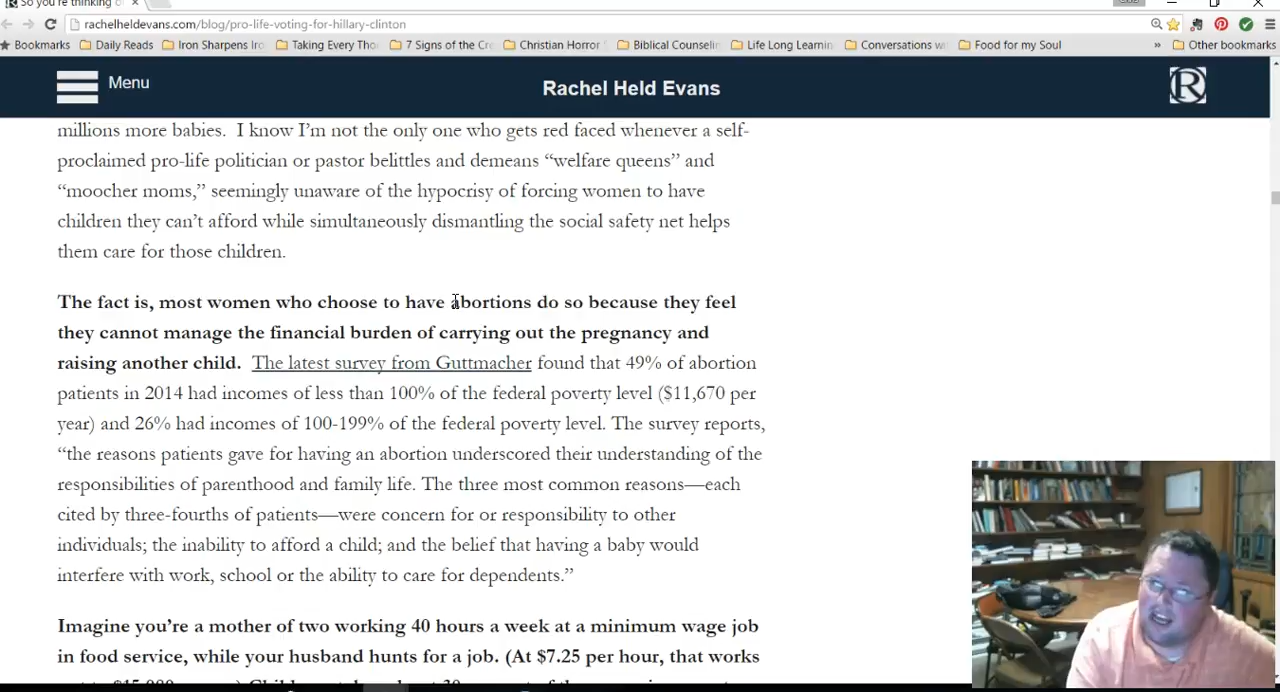 So you're thinking o
rachelheldevans.com/blog/pro-life-voting-for-hillary-clinton
Bookmarks Daily Reads Iron Sharpens Iro Taking Every Tho 7 Signs of the Cre Christian Horror Biblical Counselin Life Long Learnin Conversations wi Food for my Soul » Other bookmarks
Menu
Rachel Held Evans
R
millions more babies. I know I'm not the only one who gets red faced whenever a self-
proclaimed pro-life politician or pastor belittles and demeans “welfare queens” and
“moocher moms,” seemingly unaware of the hypocrisy of forcing women to have
children they can't afford while simultaneously dismantling the social safety net helps
them care for those children.
The fact is, most women who choose to have abortions do so because they feel
they cannot manage the financial burden of carrying out the pregnancy and
raising another child. The latest survey from Guttmacher found that 49% of abortion
patients in 2014 had incomes of less than 100% of the federal poverty level ($11,670 per
year) and 26% had incomes of 100-199% of the federal poverty level. The survey reports,
“the reasons patients gave for having an abortion underscored their understanding of the
responsibilities of parenthood and family life. The three most common reasons—each
cited by three-fourths of patients—were concern for or responsibility to other
individuals; the inability to afford a child; and the belief that having a baby would
interfere with work, school or the ability to care for dependents.”
Imagine you're a mother of two working 40 hours a week at a minimum wage job
in food service, while your husband hunts for a job. (At $7.25 per hour, that works